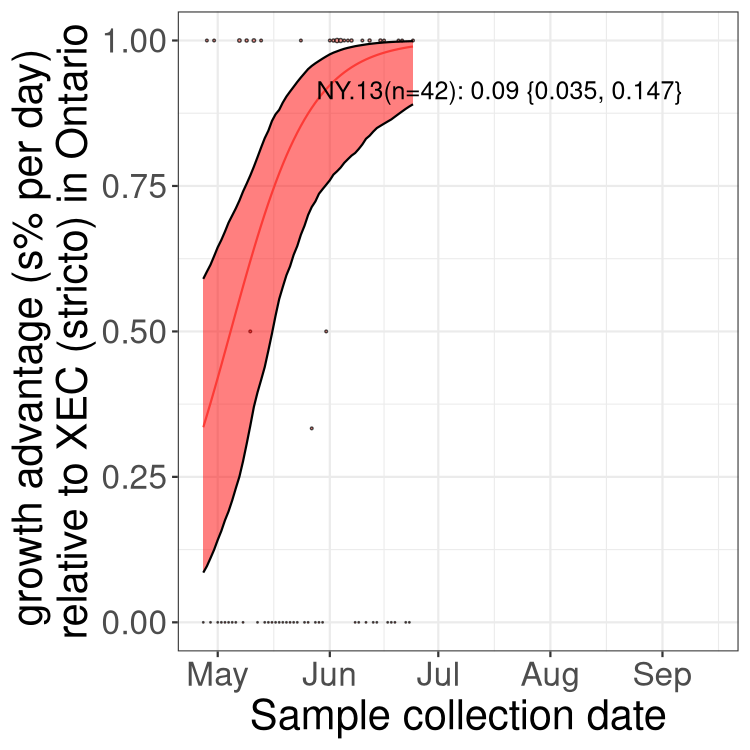 growth advantage (s% per day)
relative to XEC (stricto) in Ontario
1.00
0.75
0.50
0.25
0.00
NY.13(n=42): 0.09 {0.035, 0.147}
May Jun Jul Aug Sep
Sample collection date